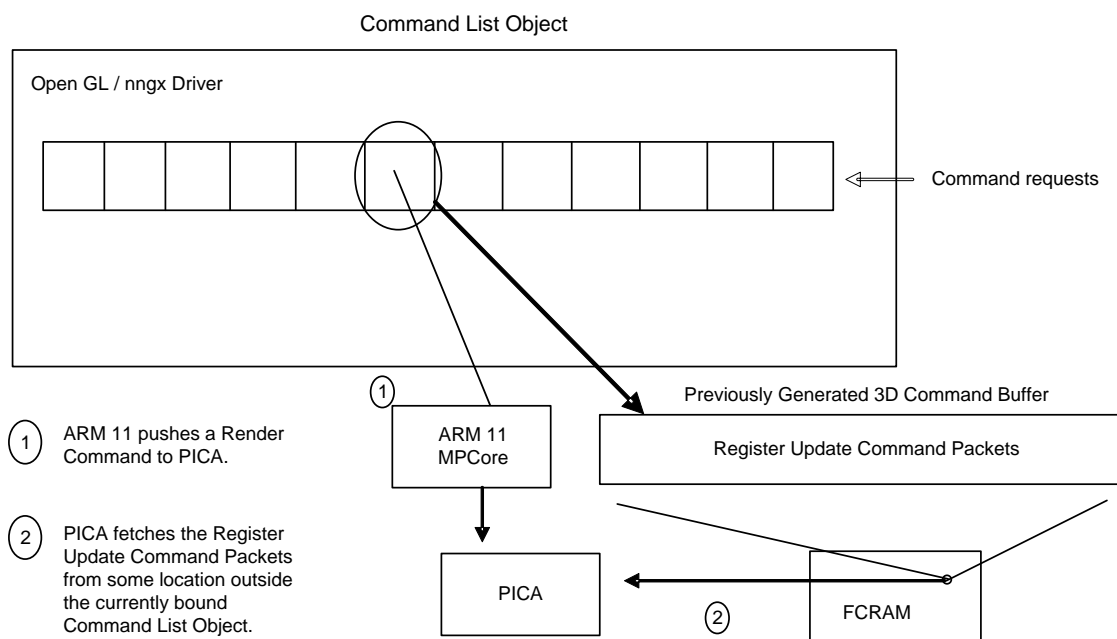 Command List Object
Open GL / nngx Driver
Command requests
1
Previously Generated 3D Command Buffer
1
ARM 11 pushes a Render
Command to PICA.
ARM 11
MPCore
Register Update Command Packets
2
PICA fetches the Register
Update Command Packets
from some location outside
the currently bound
Command List Object.
PICA
2
FCRAM